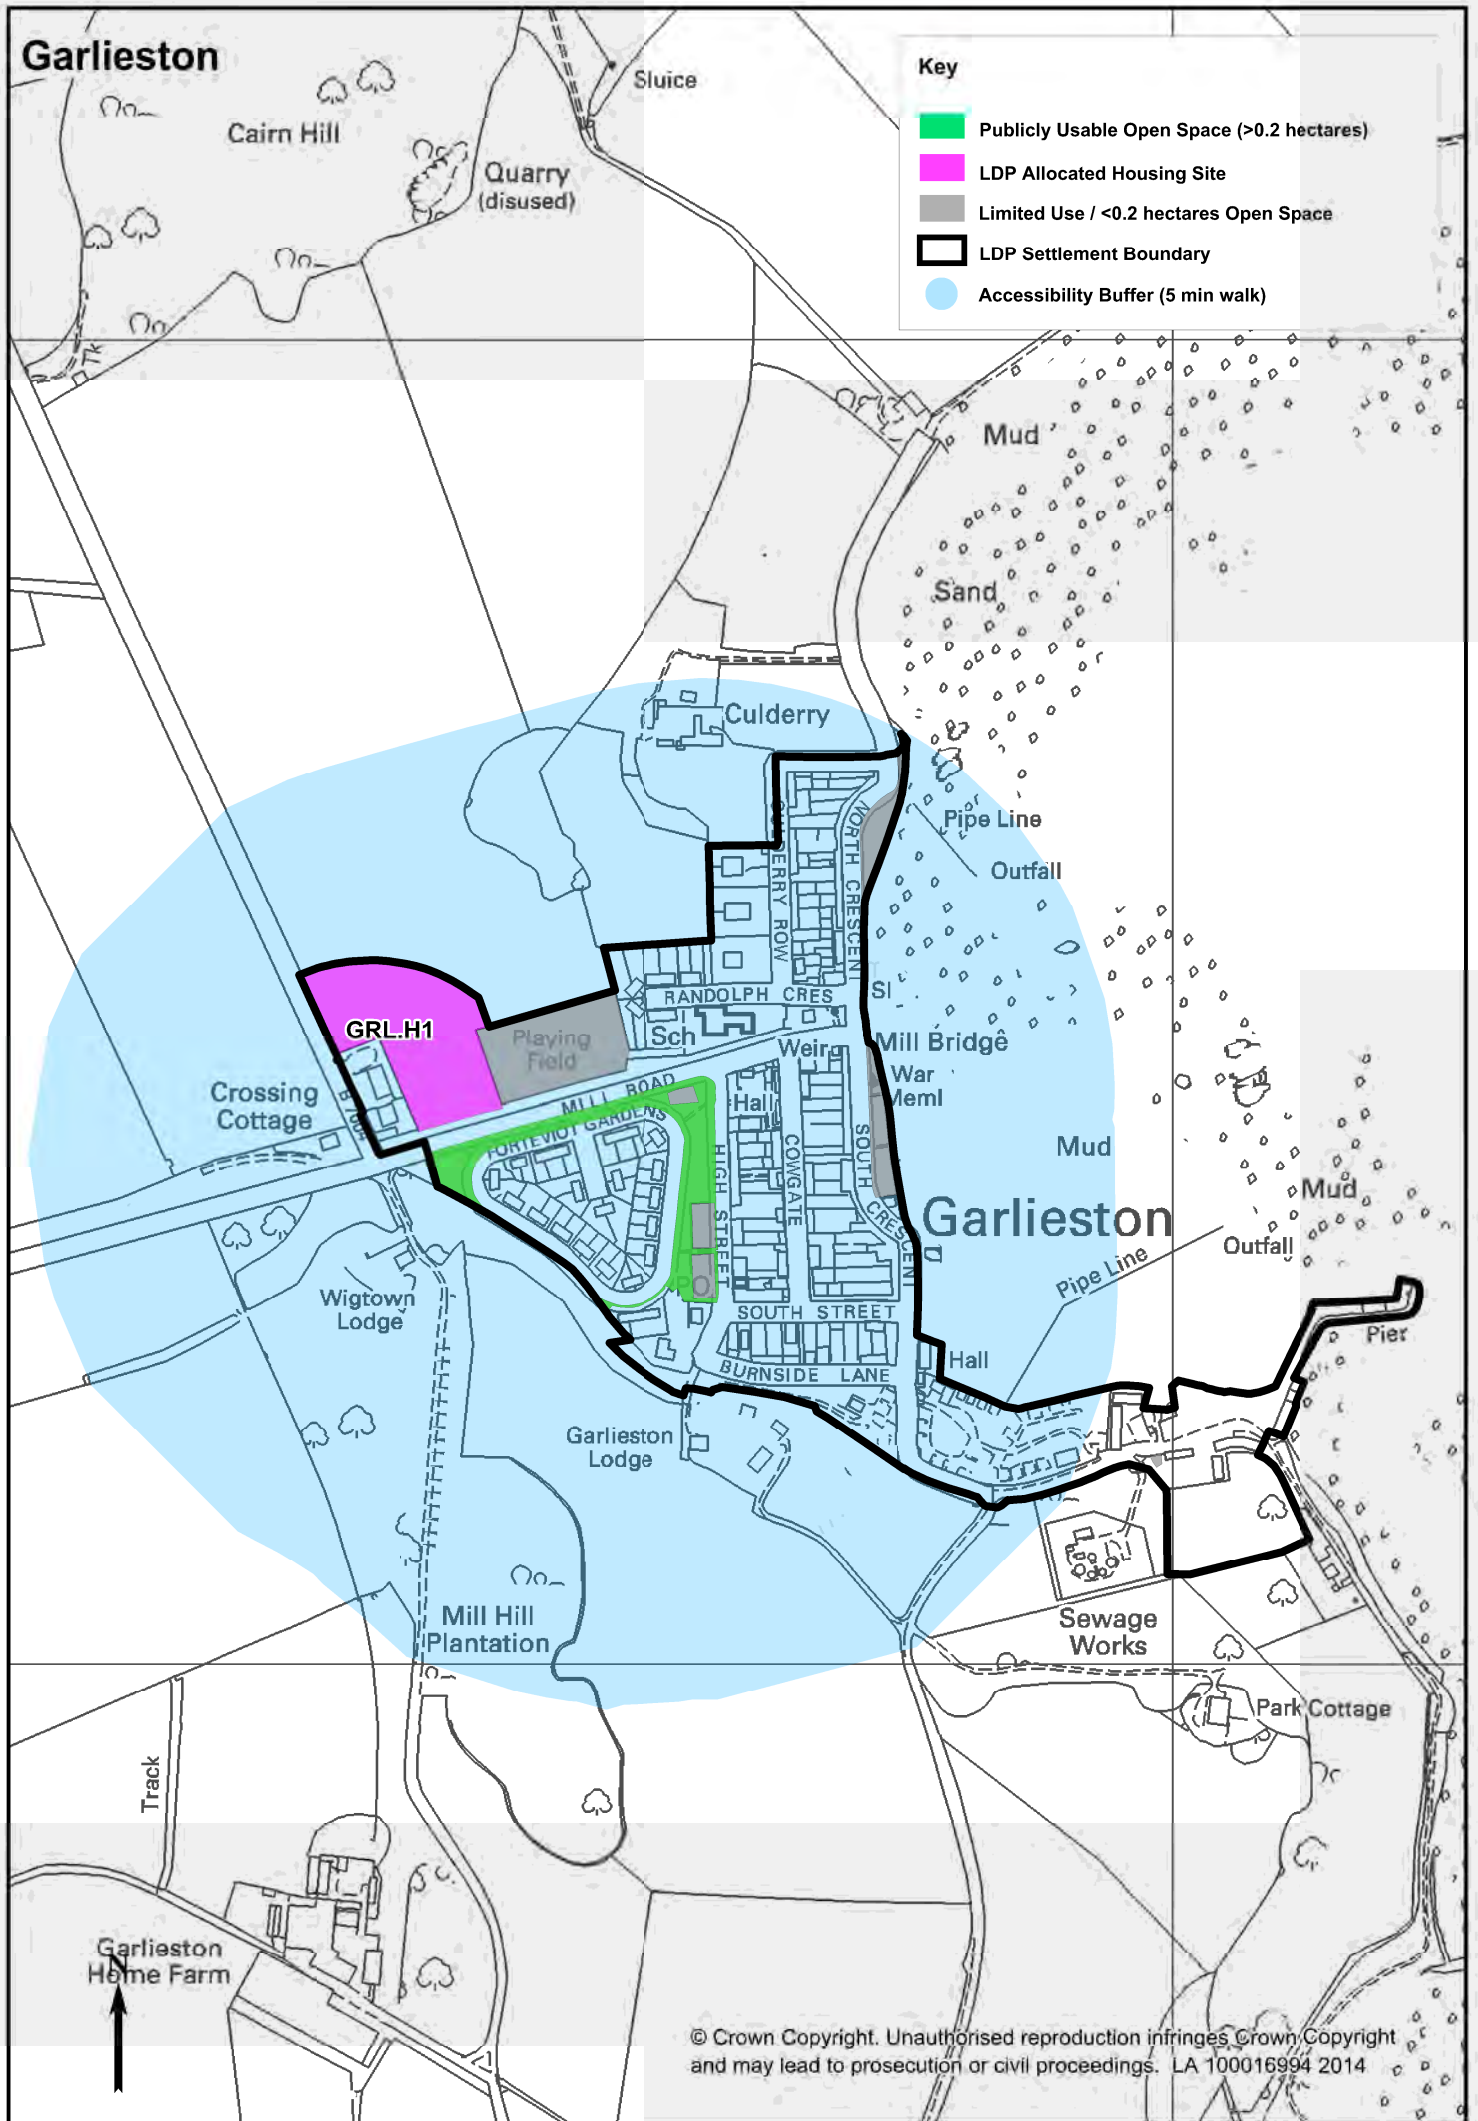 Garlieston
Key
Publicly Usable Open Space (>0.2 hectares)
LDP Allocated Housing Site
Limited Use / <0.2 hectares Open Space
LDP Settlement Boundary
Accessibility Buffer (5 min walk)
Sluice
Cairn Hill
Quarry
(disused)
Tk
Mud
Sand
Culderry
Pipe Line
Outfall
NORTH CRESCENT
ROW
RANDOLPH CRES
Sl
GRL.H1
Playing
Field
Sch
Weir
Mill Bridge
War
Meml
Crossing
Cottage
MILL ROAD
FORTEVIOT GARDENS
Hall
HIGH STREET
COWGATE
SOUTH CRESCENT
Mud
Mud
Garlieston
Outfall
Pipe Line
PO
Wigtown
Lodge
SOUTH STREET
Pier
BURNSIDE LANE
Hall
Garlieston
Lodge
Mill Hill
Plantation
Sewage
Works
Park Cottage
Track
Garlieston
Home Farm
N
© Crown Copyright. Unauthorised reproduction infringes Crown Copyright
and may lead to prosecution or civil proceedings. LA 100016994 2014